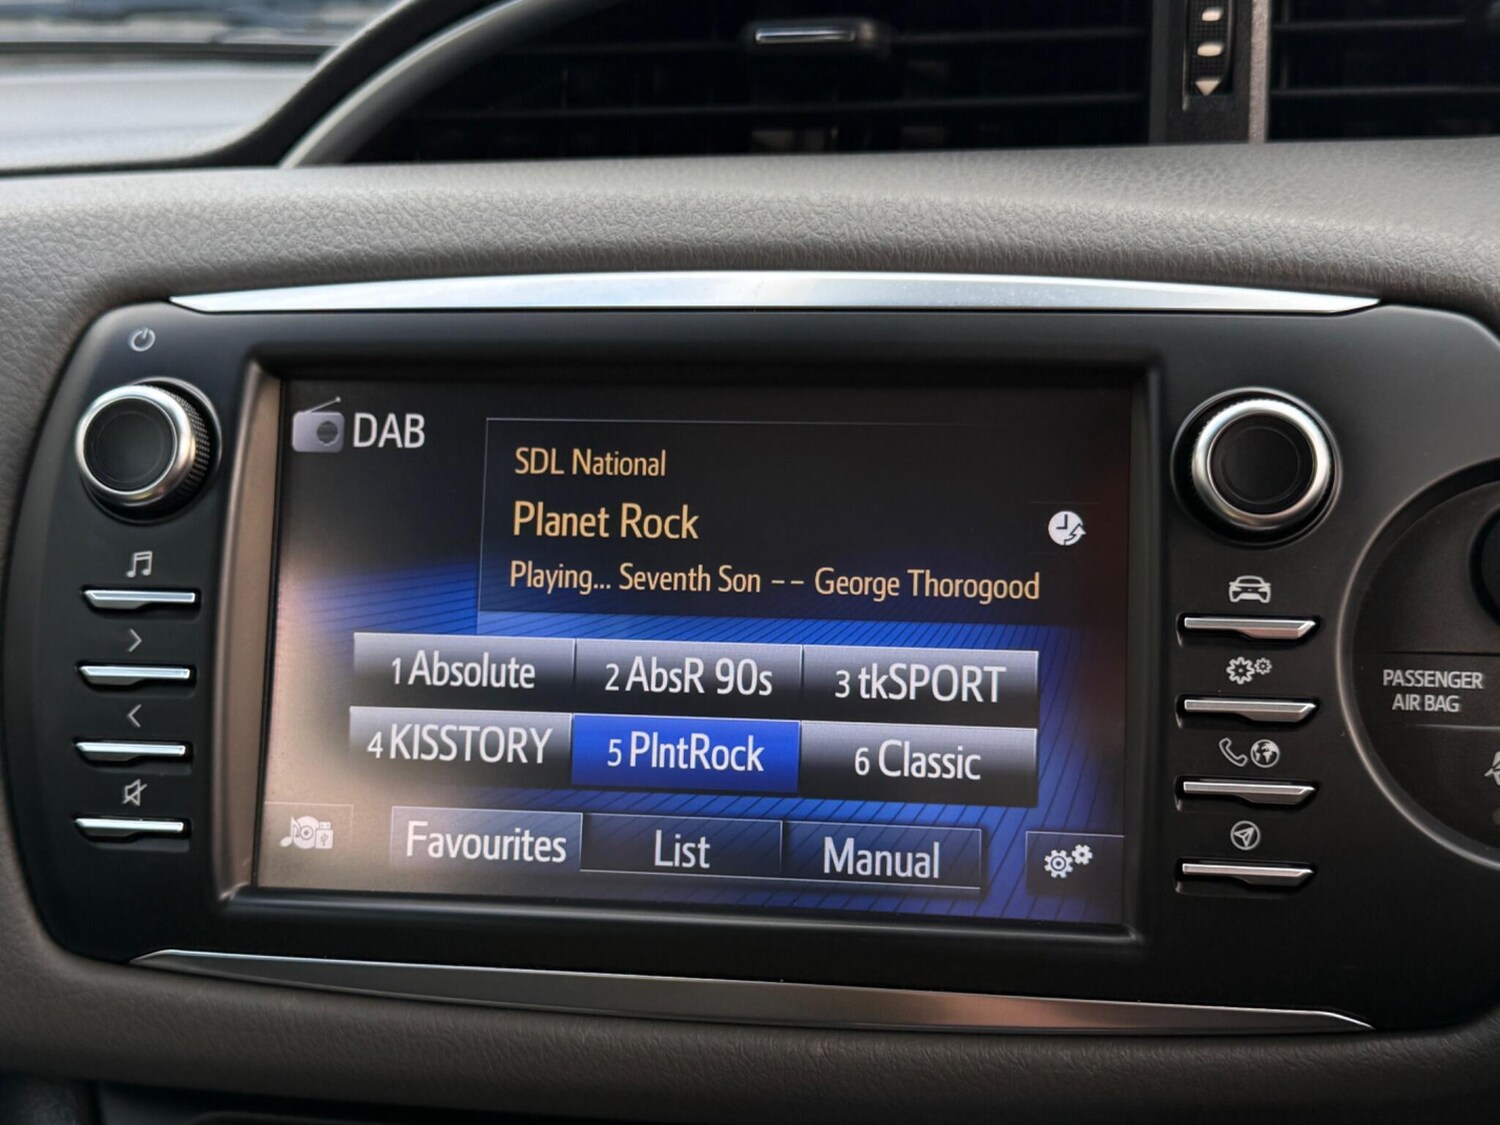 DAB
SDL National
Planet Rock
Playing... Seventh Son -- George Thorogood
1 Absolute
2 AbsR 90s
3 tkSPORT
4 KISSTORY
5 PlntRock
6 Classic
Favourites
List
Manual
PASSENGER
AIR BAG